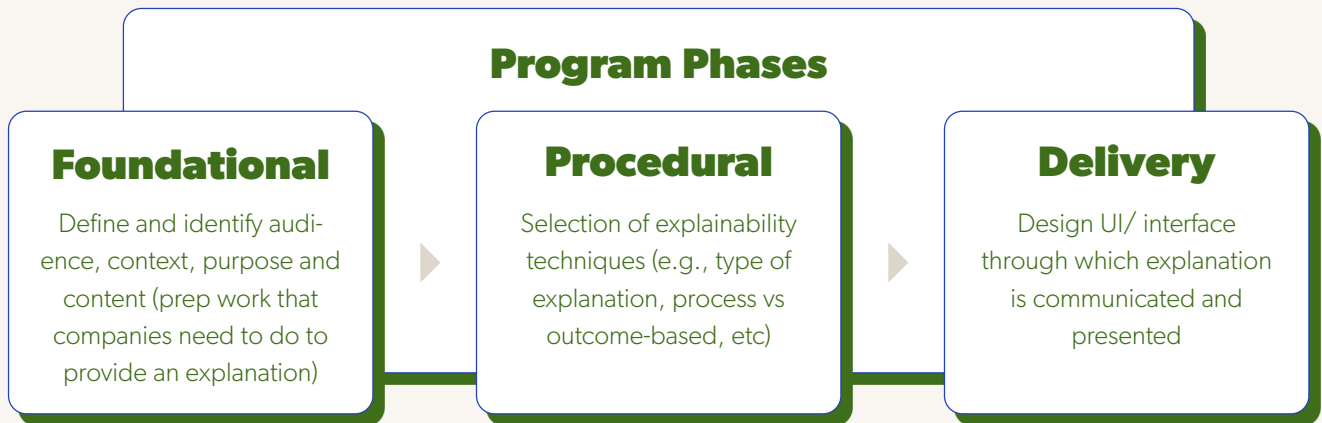 Program Phases
Foundational
Define and identify audi-
ence, context, purpose and
content (prep work that
companies need to do to
provide an explanation)
Procedural
Selection of explainability
techniques (e.g., type of
explanation, process vs
outcome-based, etc)
Delivery
Design UI/ interface
through which explanation
is communicated and
presented